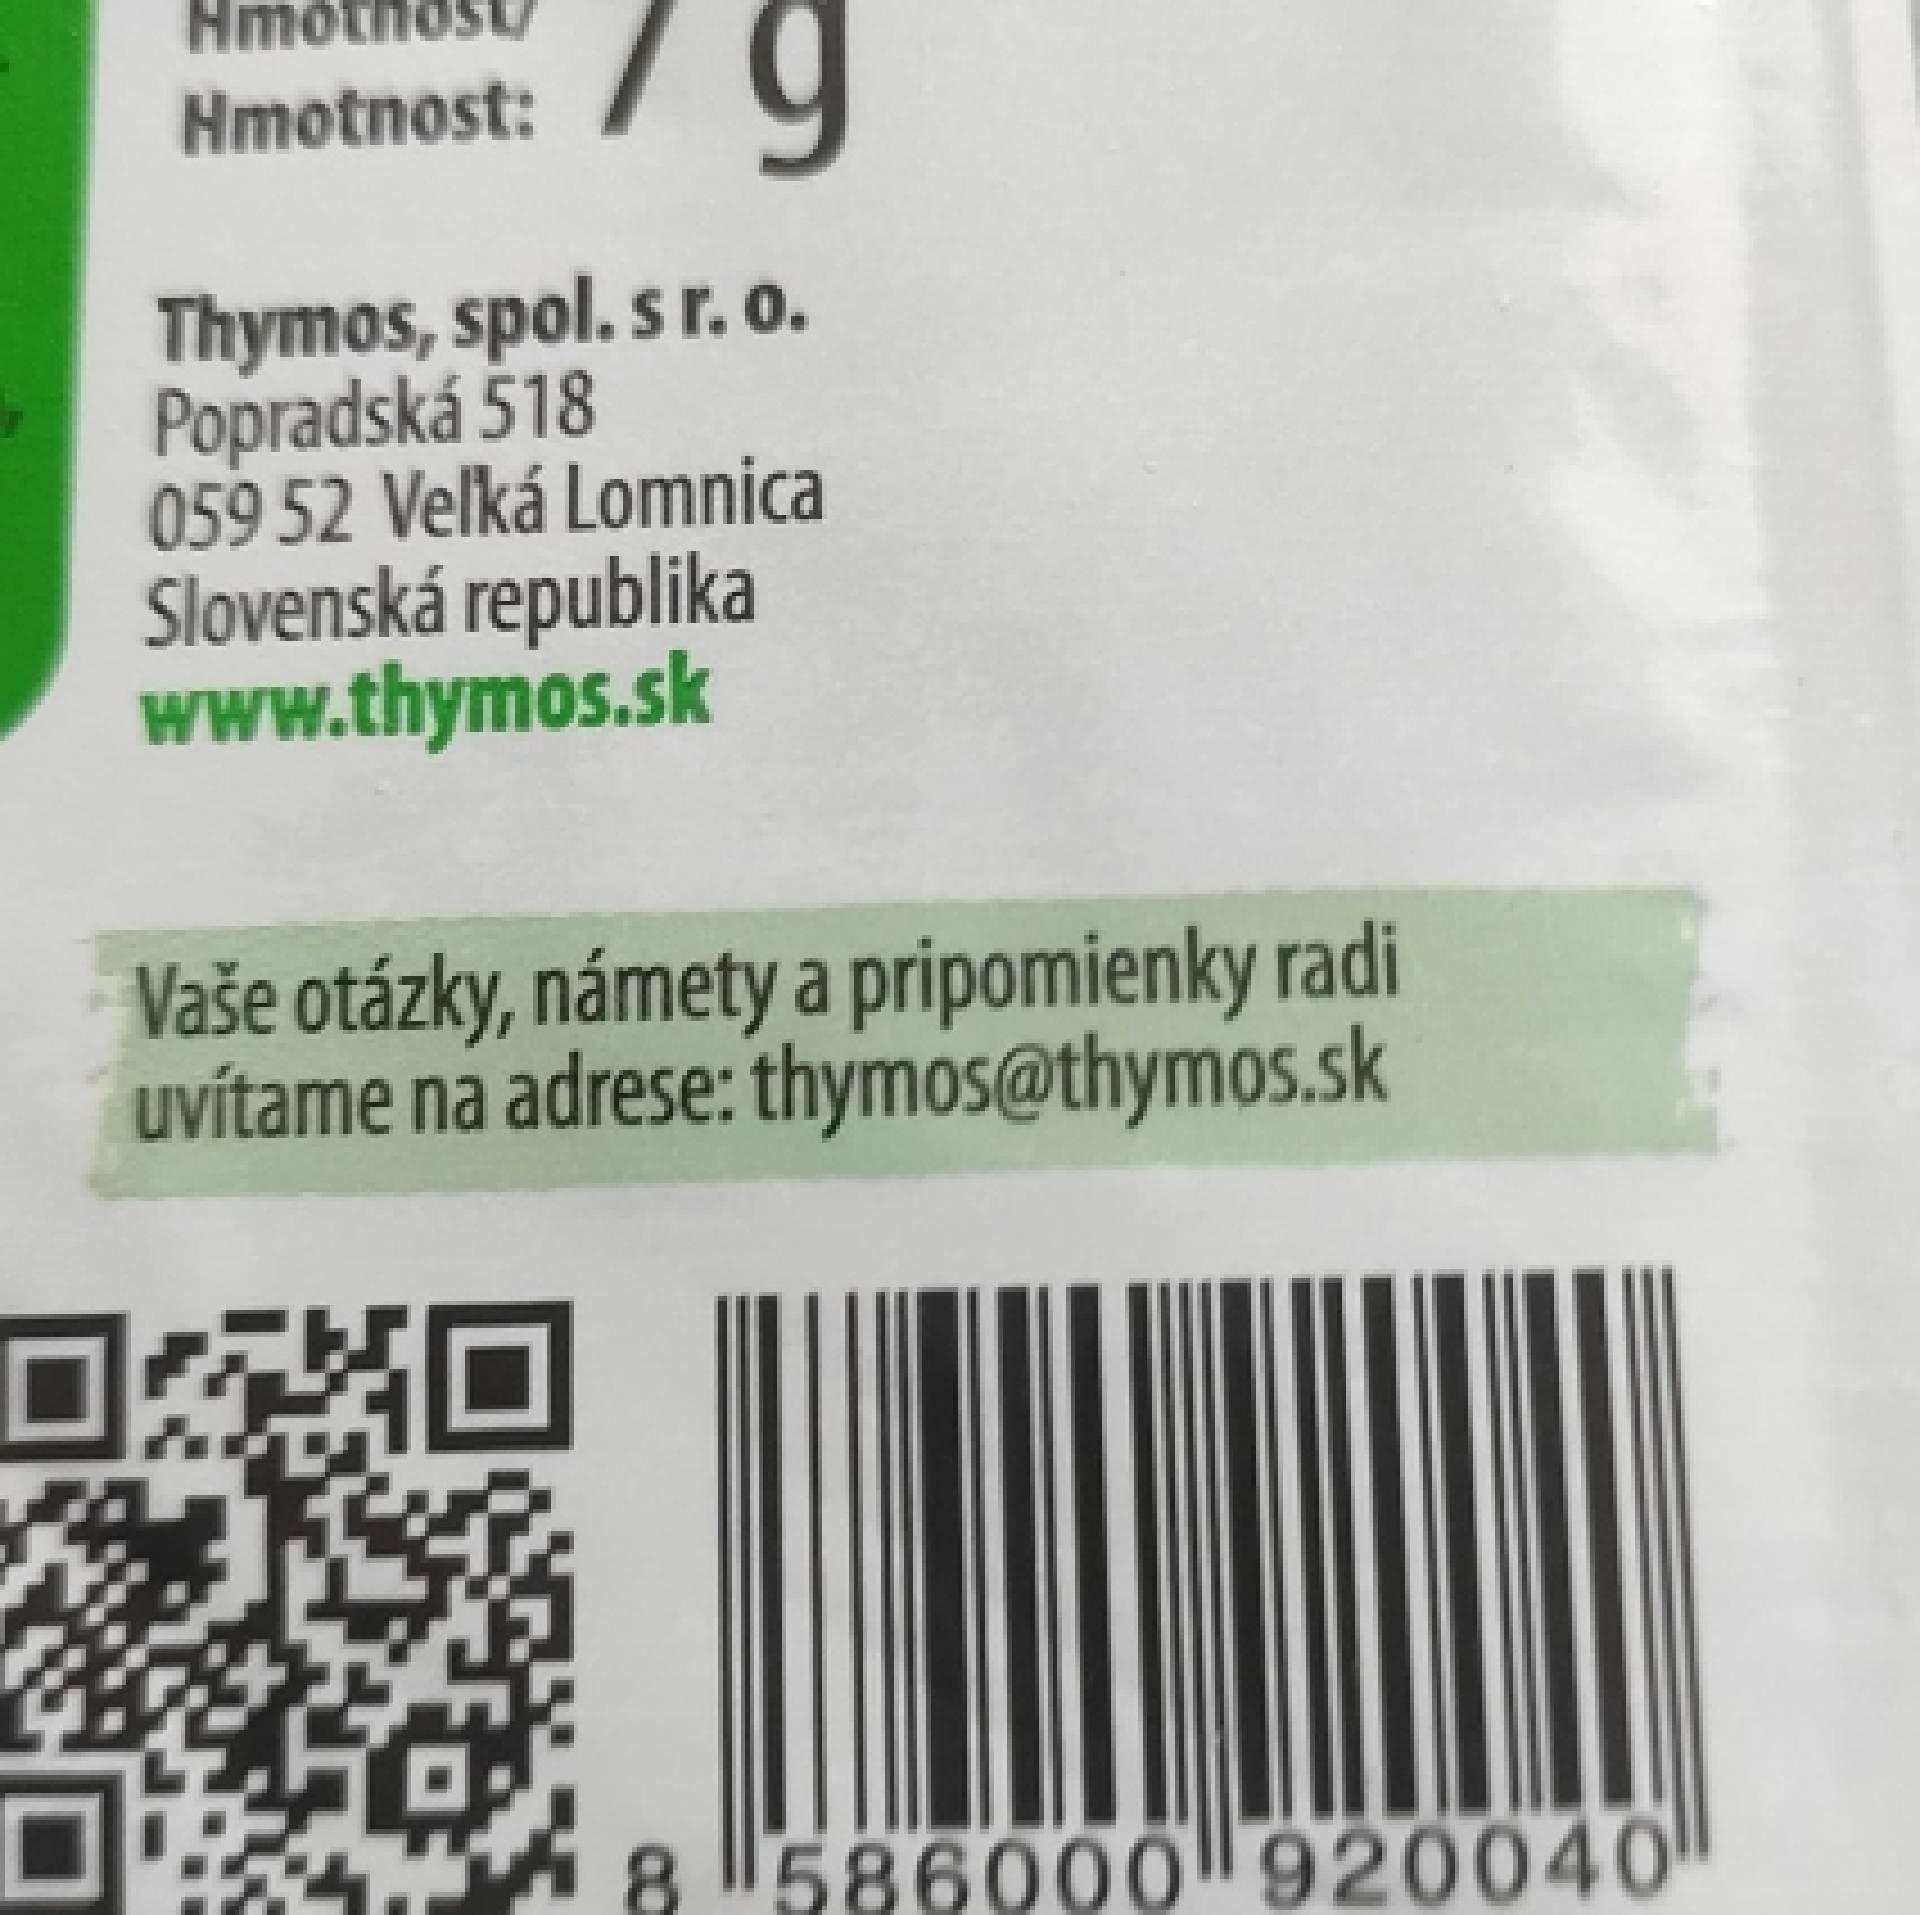 Hmotnosť/
Hmotnost: 7 g
Thymos, spol. s r. o.
Popradská 518
059 52 Veľká Lomnica
Slovenská republika
www.thymos.sk
Vaše otázky, námety a pripomienky radi
uvítame na adrese: thymos@thymos.sk
8 586000 920040